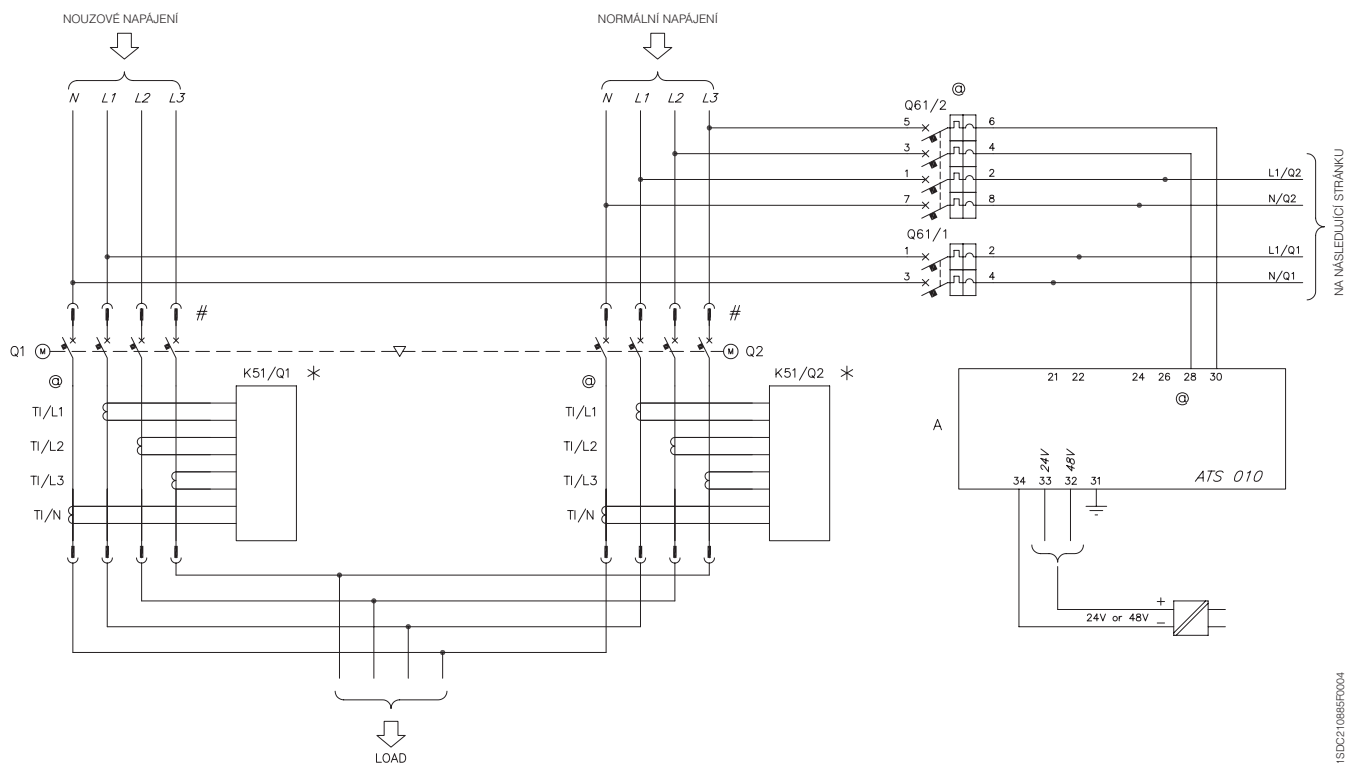 NOUZOVÉ NAPÁJENÍ
NORMÁLNÍ NAPÁJENÍ
N L1 L2 L3
N L1 L2 L3
@
Q61/2
5 6
3 4
1 2
L1/Q2
7 8
N/Q2
Q61/1
1 2
L1/Q1
3 4
N/Q1
NA NÁSLEDUJÍCÍ STRÁNKU
#
#
Q1 M
M Q2
@
K51/Q1 *
TI/L1
TI/L2
TI/L3
TI/N
@
K51/Q2 *
TI/L1
TI/L2
TI/L3
TI/N
21 22 24 26 28 30
@
A
24V
48V
34 33 32 31
ATS 010
+
24V or 48V –
LOAD
1SDC210885F0004